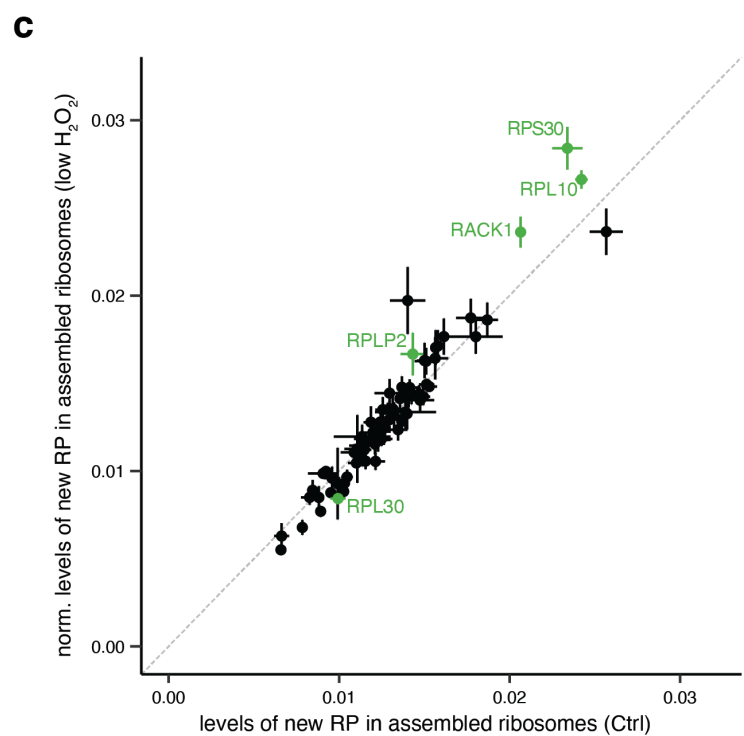 c
norm. levels of new RP in assembled ribosomes (low H₂O₂)
0.03
0.02
0.01
0.00
RPS30
RPL10
RACK1
RPLP2
RPL30
0.00 0.01 0.02 0.03
levels of new RP in assembled ribosomes (Ctrl)